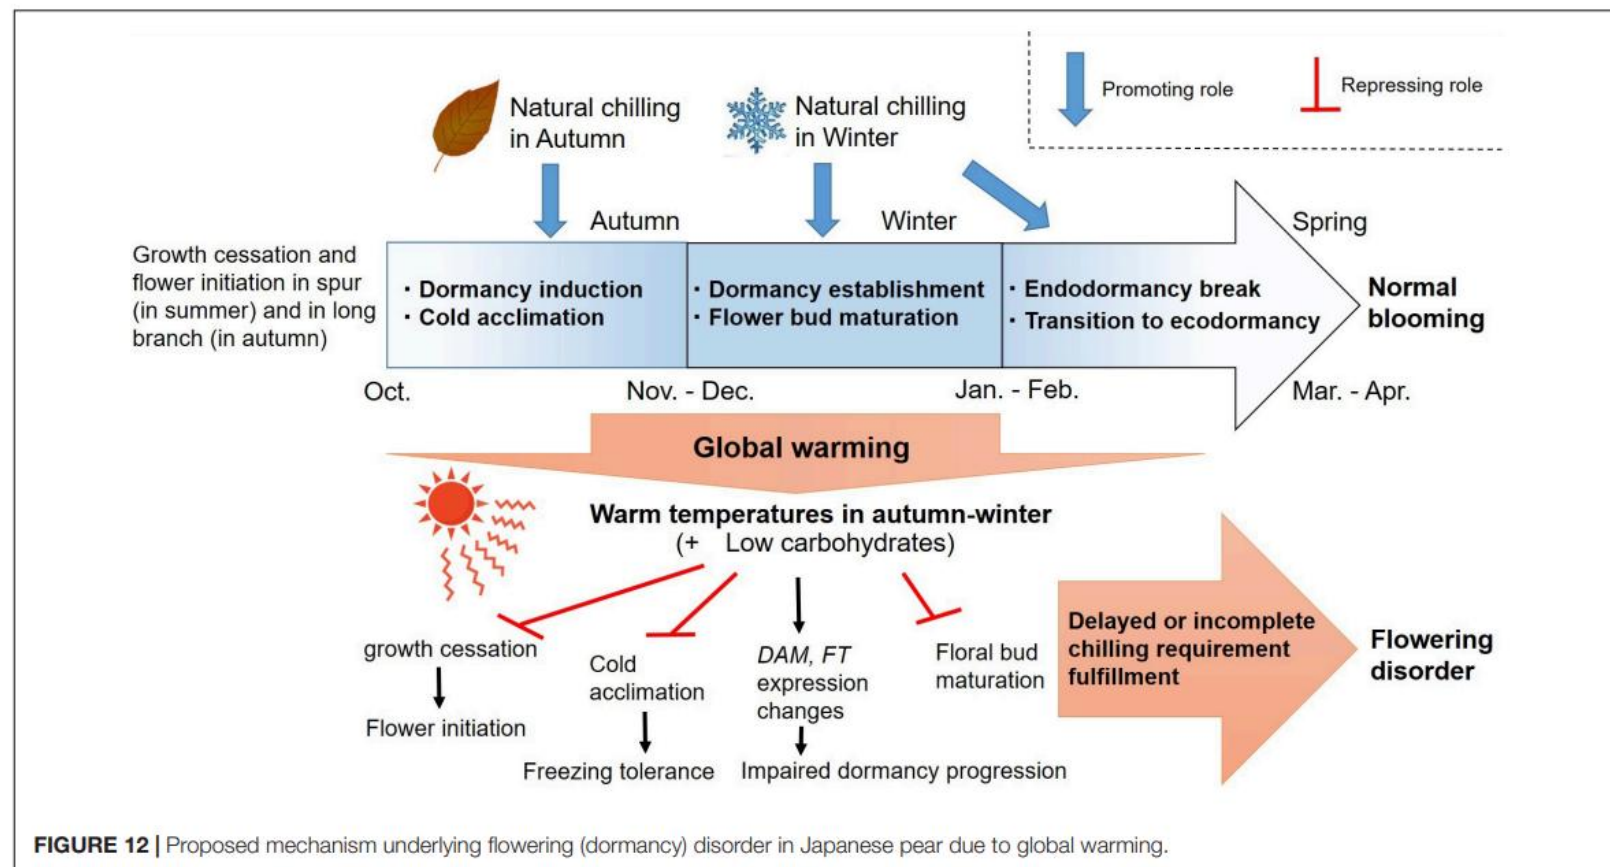 Natural chilling
in Autumn
Natural chilling
in Winter
Promoting role
Repressing role
Autumn
Winter
Spring
Growth cessation and
flower initiation in spur
(in summer) and in long
branch (in autumn)
· Dormancy induction
· Cold acclimation
· Dormancy establishment
· Flower bud maturation
· Endodormancy break
· Transition to ecodormancy
Normal
blooming
Oct.
Nov. - Dec.
Jan. - Feb.
Mar. - Apr.
Global warming
Warm temperatures in autumn-winter
(+ Low carbohydrates)
growth cessation
Flower initiation
Cold
acclimation
Freezing tolerance
DAM, FT
expression
changes
Impaired dormancy progression
Floral bud
maturation
Delayed or incomplete
chilling requirement
fulfillment
Flowering
disorder
FIGURE 12 | Proposed mechanism underlying flowering (dormancy) disorder in Japanese pear due to global warming.